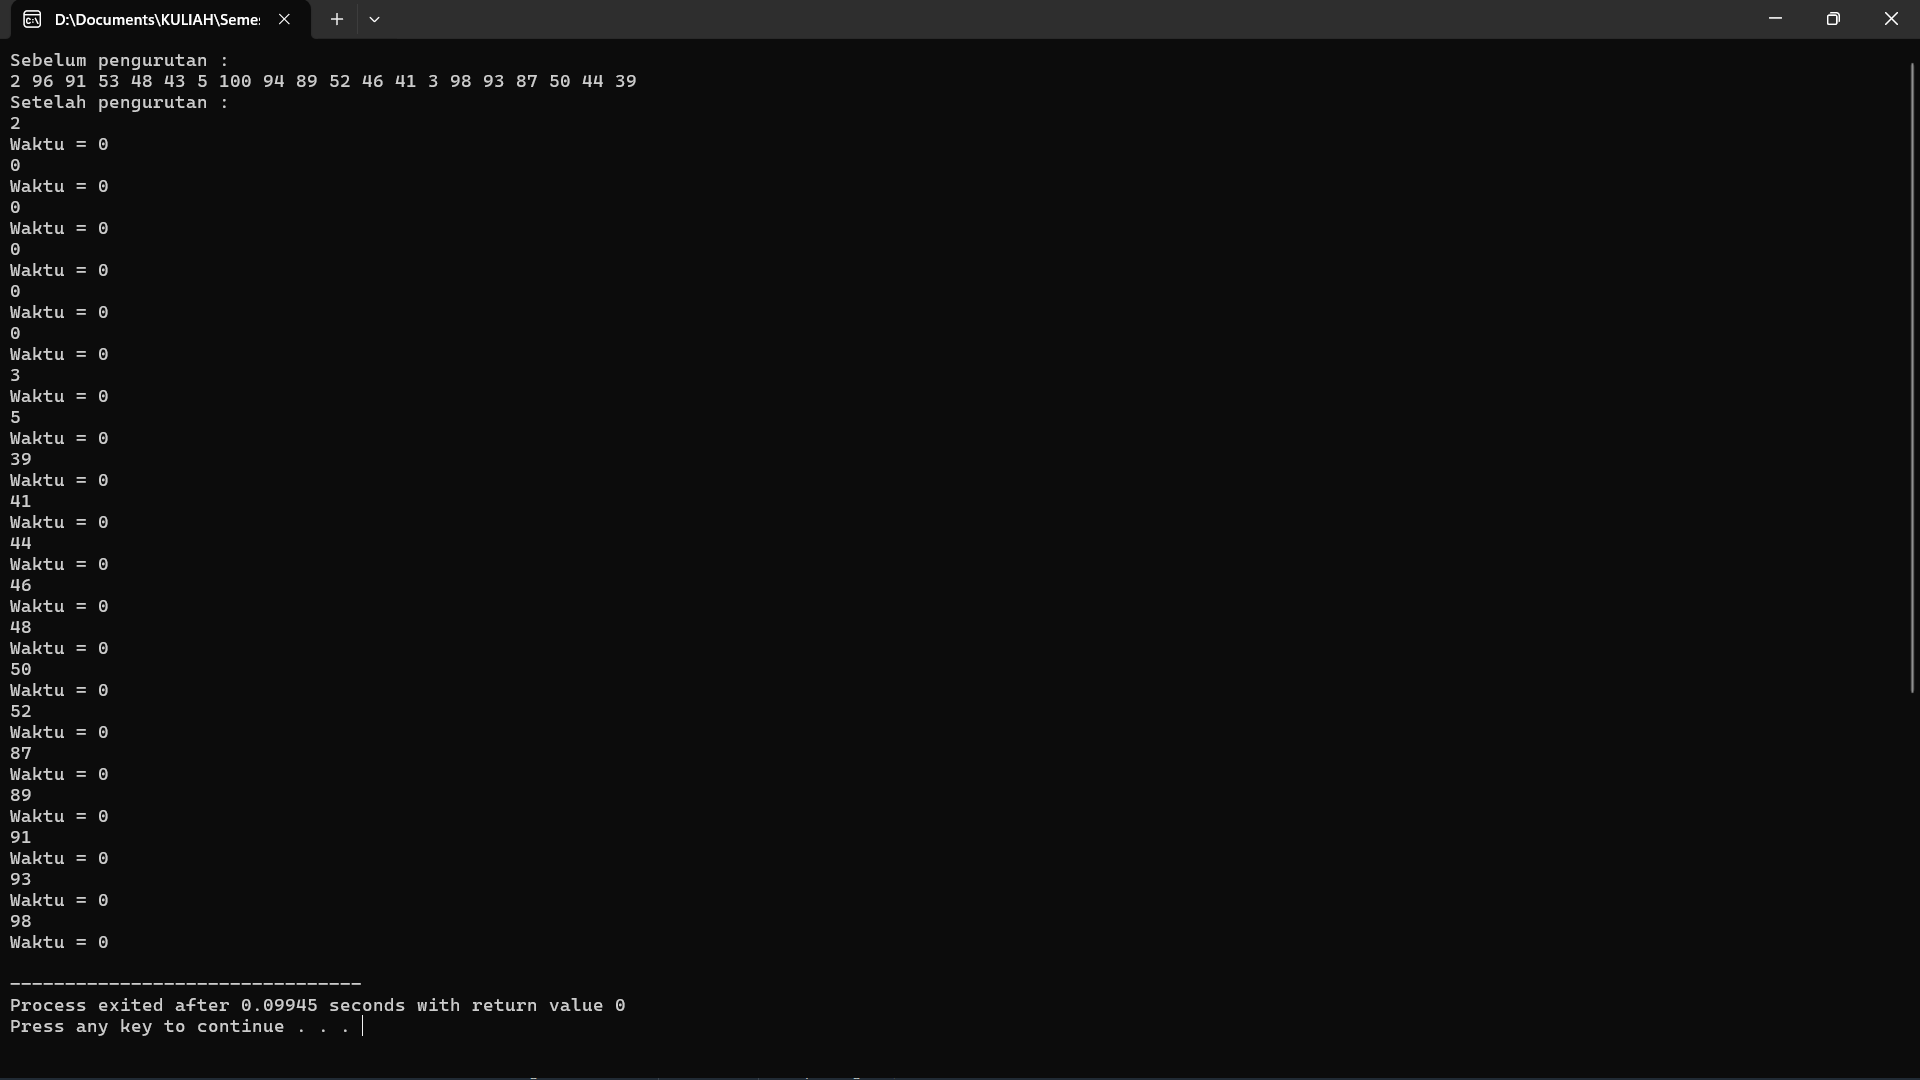 D:\Documents\KULIAH\Seme
Sebelum pengurutan :
2 96 91 53 48 43 5 100 94 89 52 46 41 3 98 93 87 50 44 39
Setelah pengurutan :
2
Waktu = 0
0
Waktu = 0
0
Waktu = 0
0
Waktu = 0
0
Waktu = 0
0
Waktu = 0
3
Waktu = 0
5
Waktu = 0
39
Waktu = 0
41
Waktu = 0
44
Waktu = 0
46
Waktu = 0
48
Waktu = 0
50
Waktu = 0
52
Waktu = 0
87
Waktu = 0
89
Waktu = 0
91
Waktu = 0
93
Waktu = 0
98
Waktu = 0
--------------------------------
Process exited after 0.09945 seconds with return value 0
Press any key to continue . . .